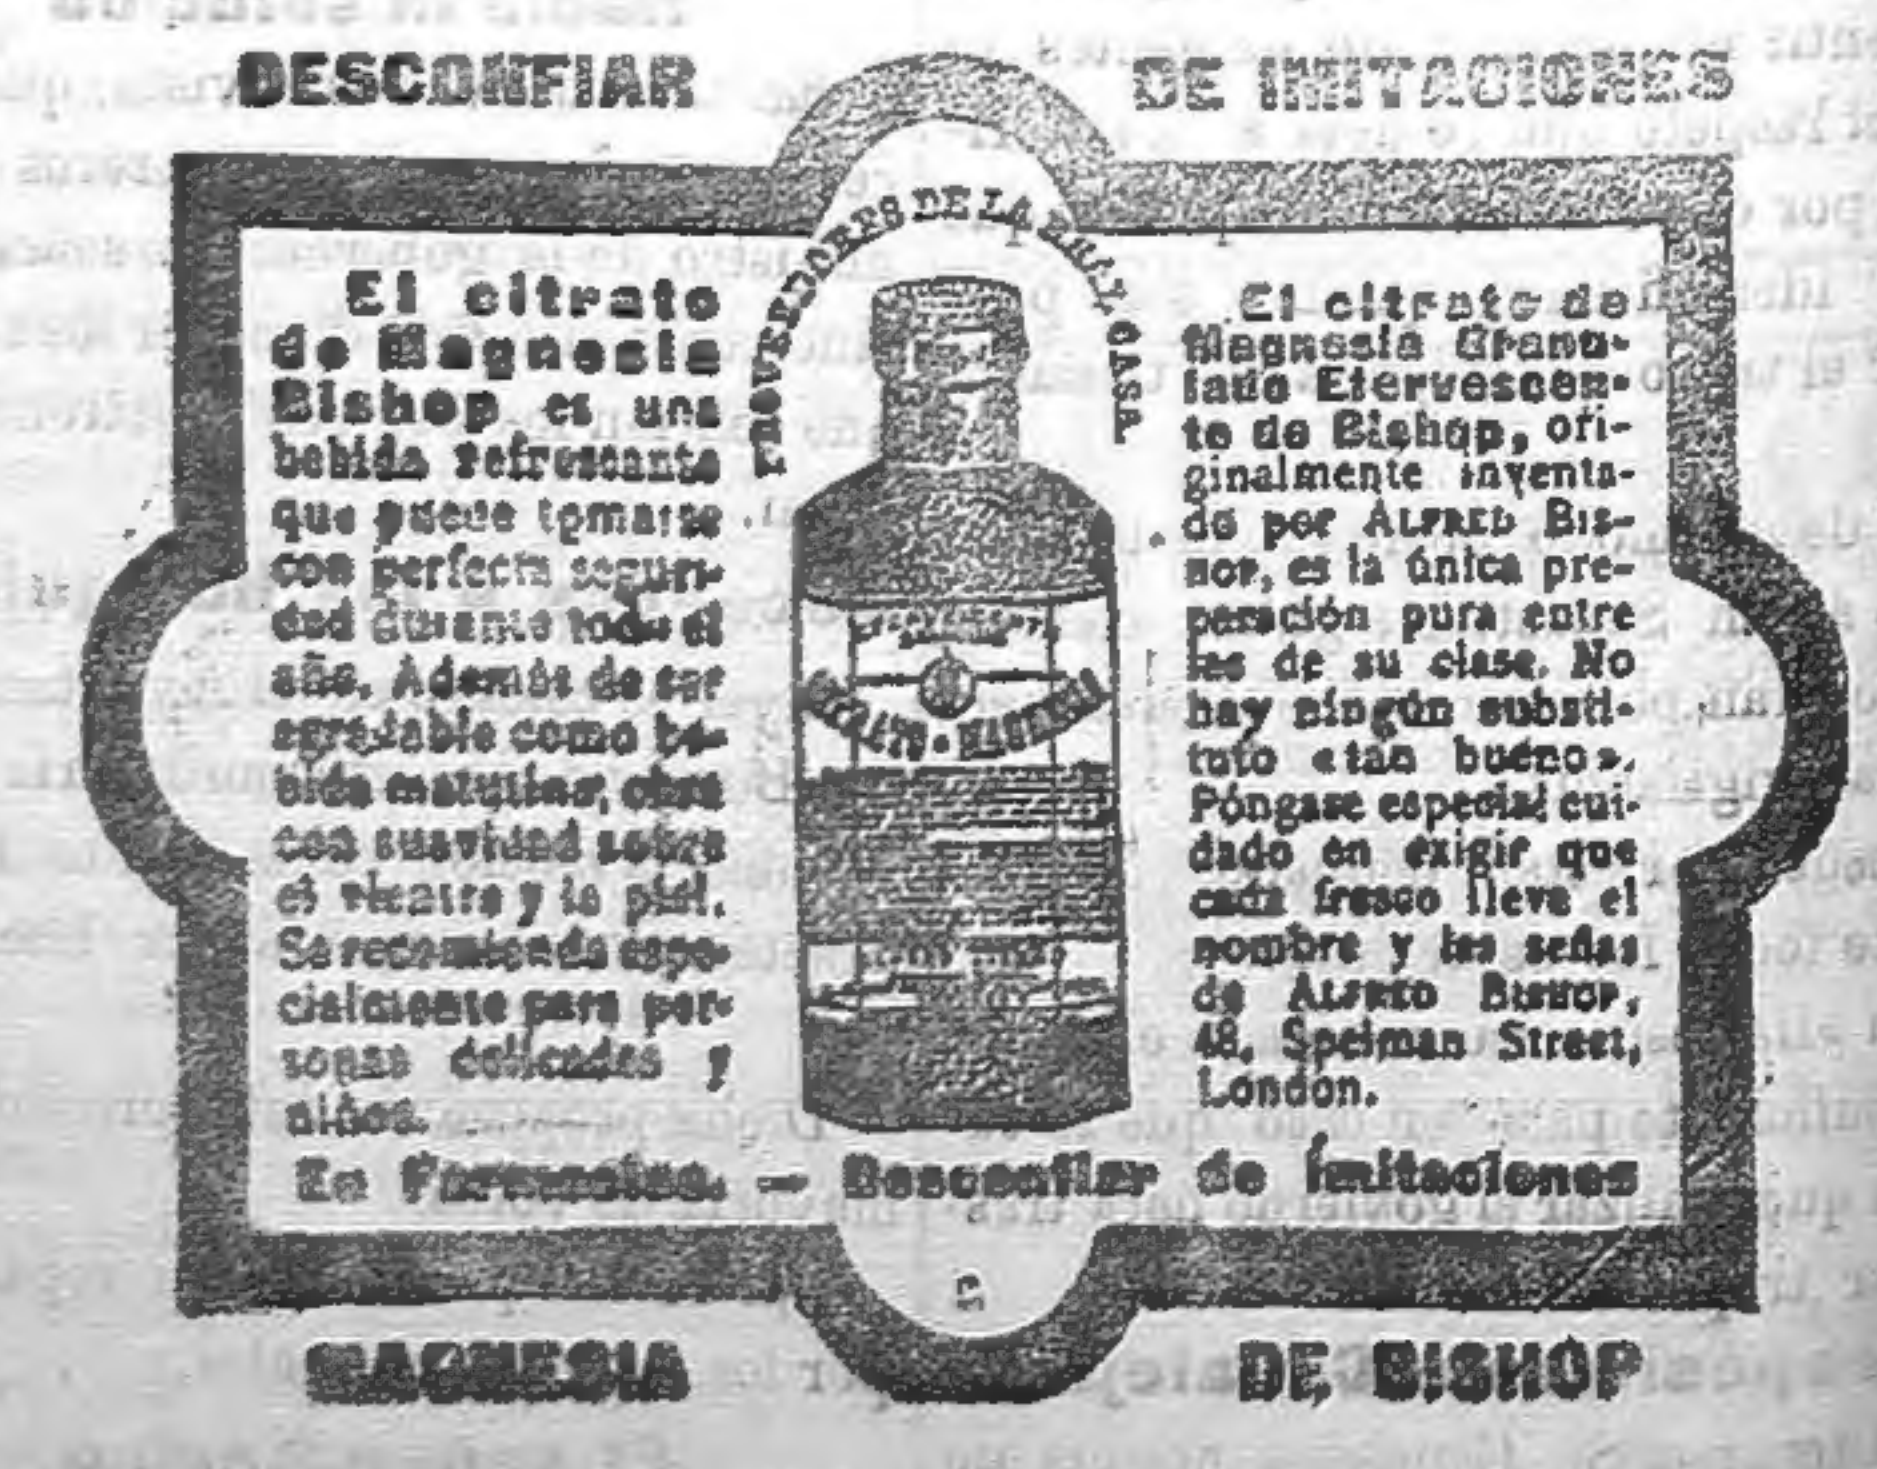 DESCONFIAR DE IMITACIONES
PROVEEDORES DE LA REAL CASA.
El citrato
de Magnesia
Bishop es una
bebida refrescante
que puede tomarse
con perfecta seguri-
dad durante todo el
año. Además de ser
agradable como be-
bida matutina, obra
con suavidad sobre
el vientre y la piel.
Se recomienda espe-
cialmente para per-
sonas delicadas y
niños.
CITRATO MAGNESIA
El citrato de
Magnesia Granu-
lado Efervescen-
te de Bishop, ori-
ginalmente inventa-
do por ALFRED BIS-
HOP, es la única pre-
paración pura entre
las de su clase. No
hay ningún substi-
tuto «tan bueno».
Póngase especial cui-
dado en exigir que
cada frasco lleve el
nombre y las señas
de ALFRED BISHOP,
48, Spelman Street,
London.
En Farmacias. — Desconfiar de imitaciones
MAGNESIA DE BISHOP